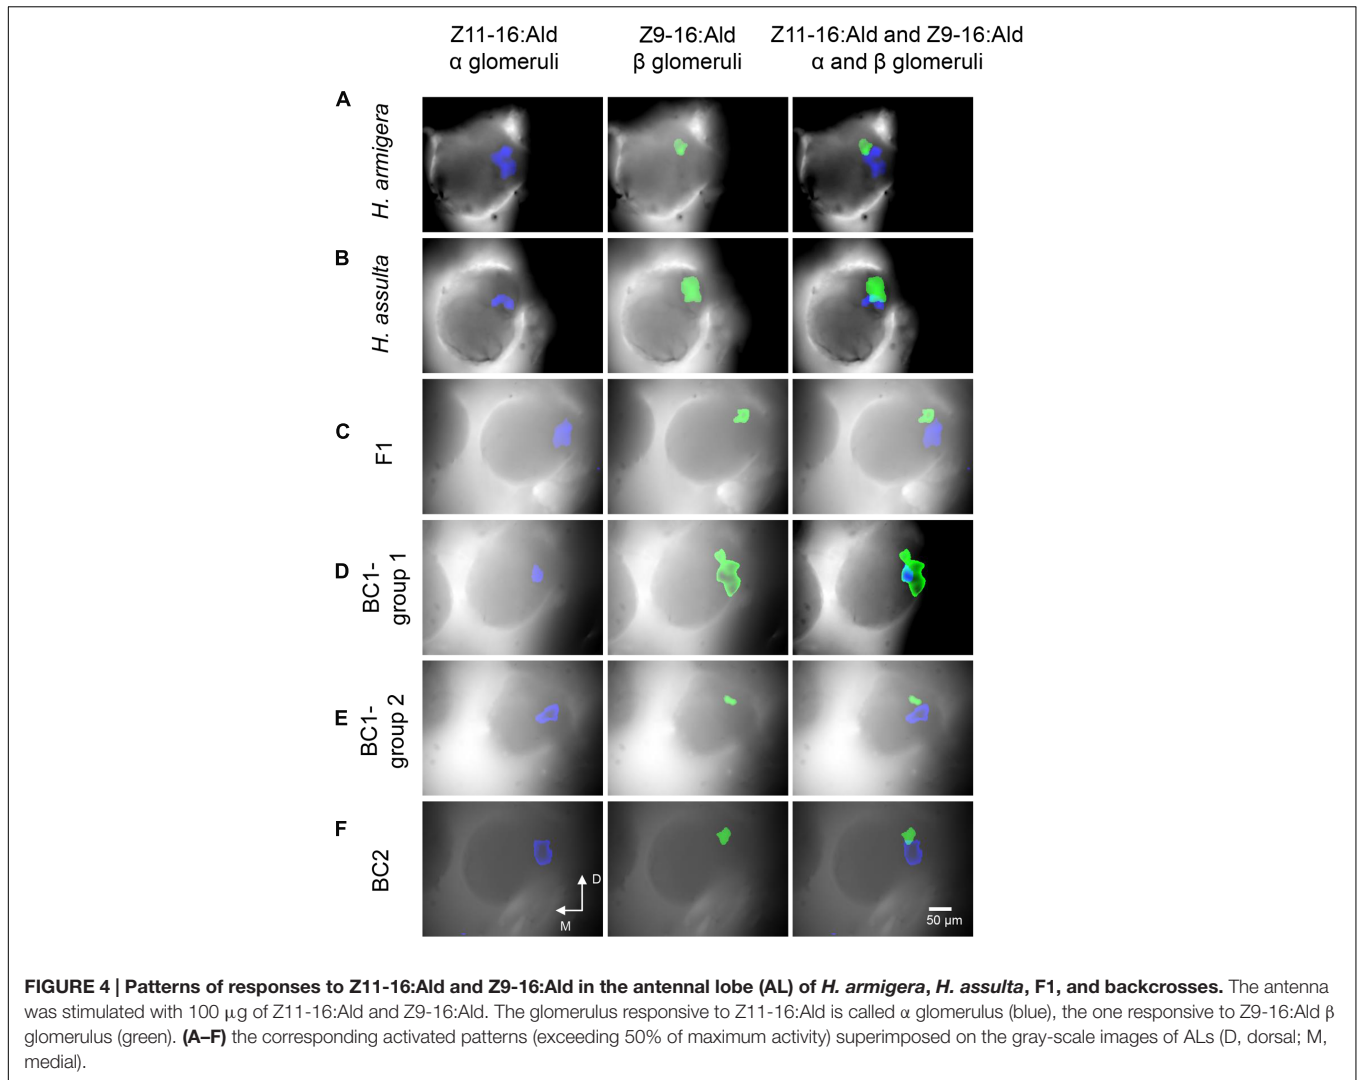 Z11-16:Ald
α glomeruli
Z9-16:Ald
β glomeruli
Z11-16:Ald and Z9-16:Ald
α and β glomeruli
A
H. armigera
B
H. assulta
C
F1
D
BC1-
group 1
E
BC1-
group 2
F
BC2
D
M
50 μm
FIGURE 4 | Patterns of responses to Z11-16:Ald and Z9-16:Ald in the antennal lobe (AL) of H. armigera, H. assulta, F1, and backcrosses. The antenna
was stimulated with 100 μg of Z11-16:Ald and Z9-16:Ald. The glomerulus responsive to Z11-16:Ald is called α glomerulus (blue), the one responsive to Z9-16:Ald β
glomerulus (green). (A–F) the corresponding activated patterns (exceeding 50% of maximum activity) superimposed on the gray-scale images of ALs (D, dorsal; M,
medial).